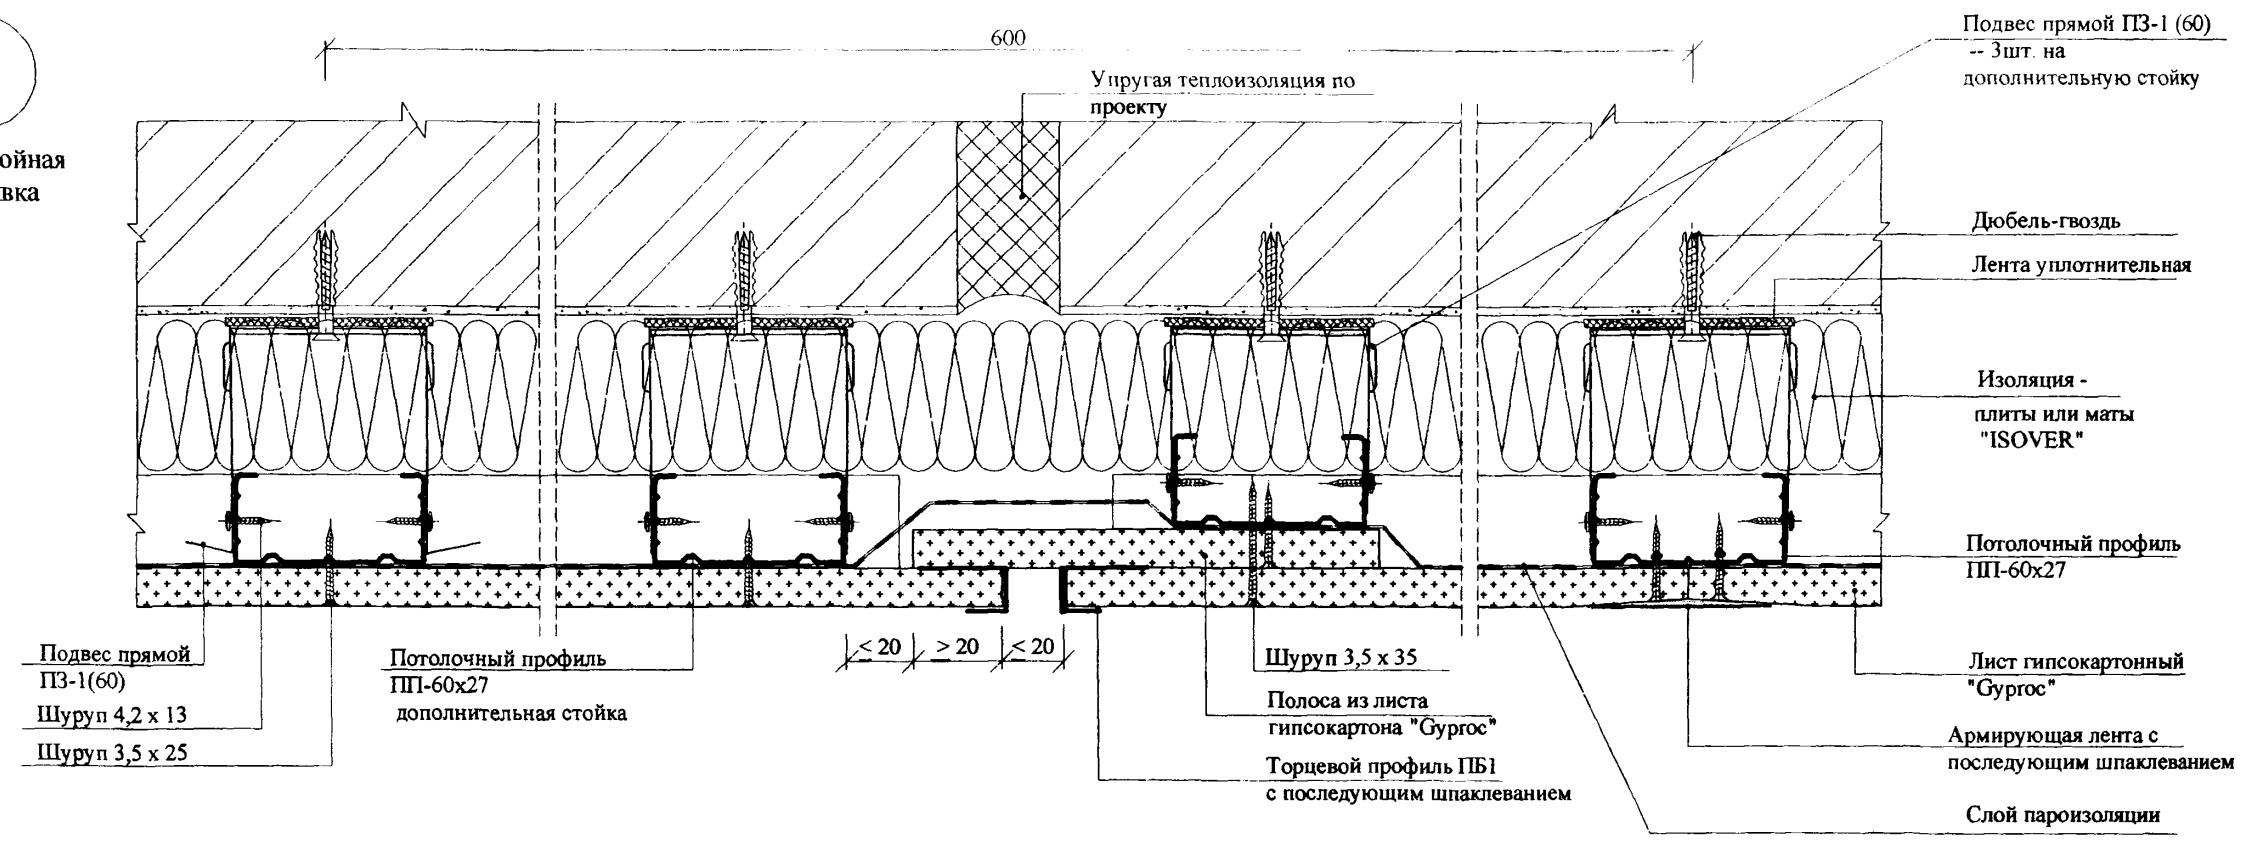 600
Подвес прямой ПЗ-1 (60)
-- 3шт. на
дополнительную стойку
Упругая теплоизоляция по
проекту
ойная
вка
Дюбель-гвоздь
Лента уплотнительная
Изоляция -
плиты или маты
"ISOVER"
Потолочный профиль
ПП-60х27
Подвес прямой
ПЗ-1(60)
Шуруп 4,2 х 13
Шуруп 3,5 х 25
Потолочный профиль
ПП-60х27
дополнительная стойка
≤ 20
≥ 20
≤ 20
Шуруп 3,5 х 35
Полоса из листа
гипсокартона "Gyproc"
Торцевой профиль ПБ1
с последующим шпаклеванием
Лист гипсокартонный
"Gyproc"
Армирующая лента с
последующим шпаклеванием
Слой пароизоляции